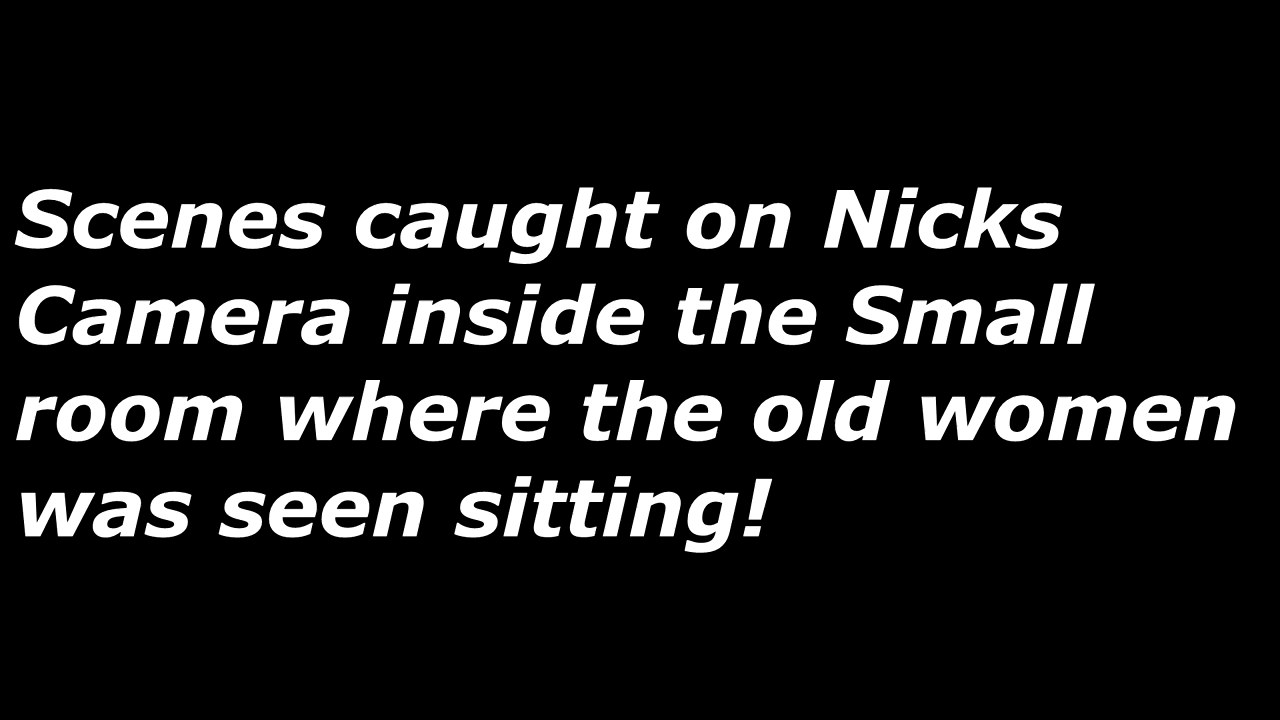 Scenes caught on Nicks
Camera inside the Small
room where the old women
was seen sitting!